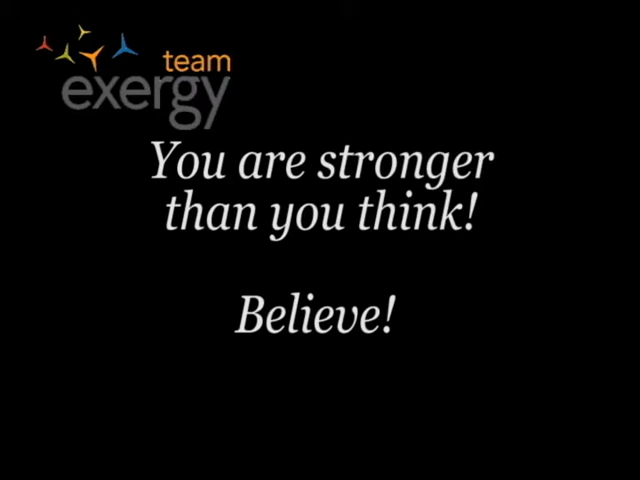 team
exergy
You are stronger
than you think!
Believe!